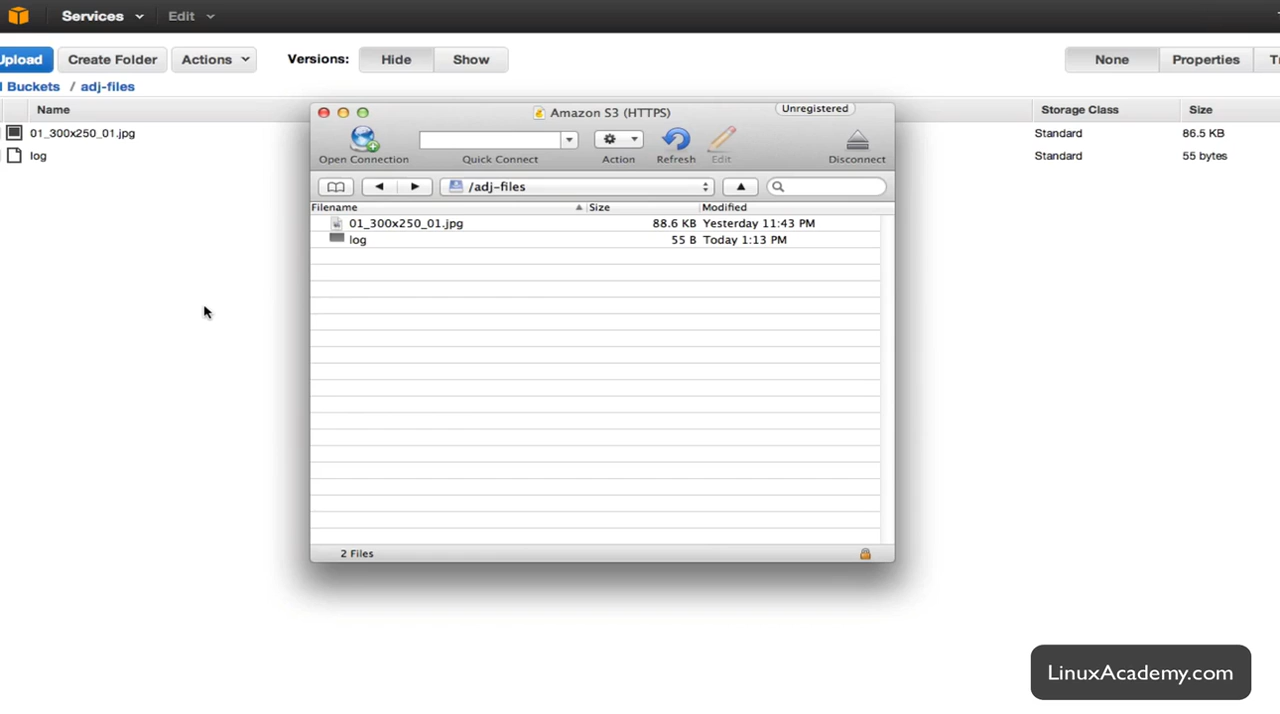 Services Edit
Upload Create Folder Actions Versions: Hide Show None Properties
Buckets / adj-files
Name Storage Class Size
01_300x250_01.jpg Standard 86.5 KB
log Standard 55 bytes
Amazon S3 (HTTPS) Unregistered
Open Connection Quick Connect Action Refresh Edit Disconnect
/adj-files
Filename Size Modified
01_300x250_01.jpg 88.6 KB Yesterday 11:43 PM
log 55 B Today 1:13 PM
2 Files
LinuxAcademy.com